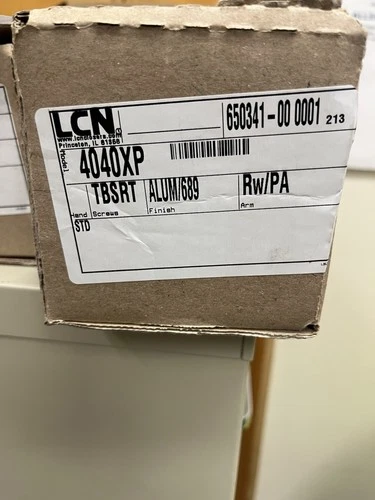 LCN®
www.lcnclosers.com
Princeton, IL 61356
650341-00 0001 213
Model
4040XP
TBSRT ALUM/689 Rw/PA
Hand Screws Finish Arm
STD